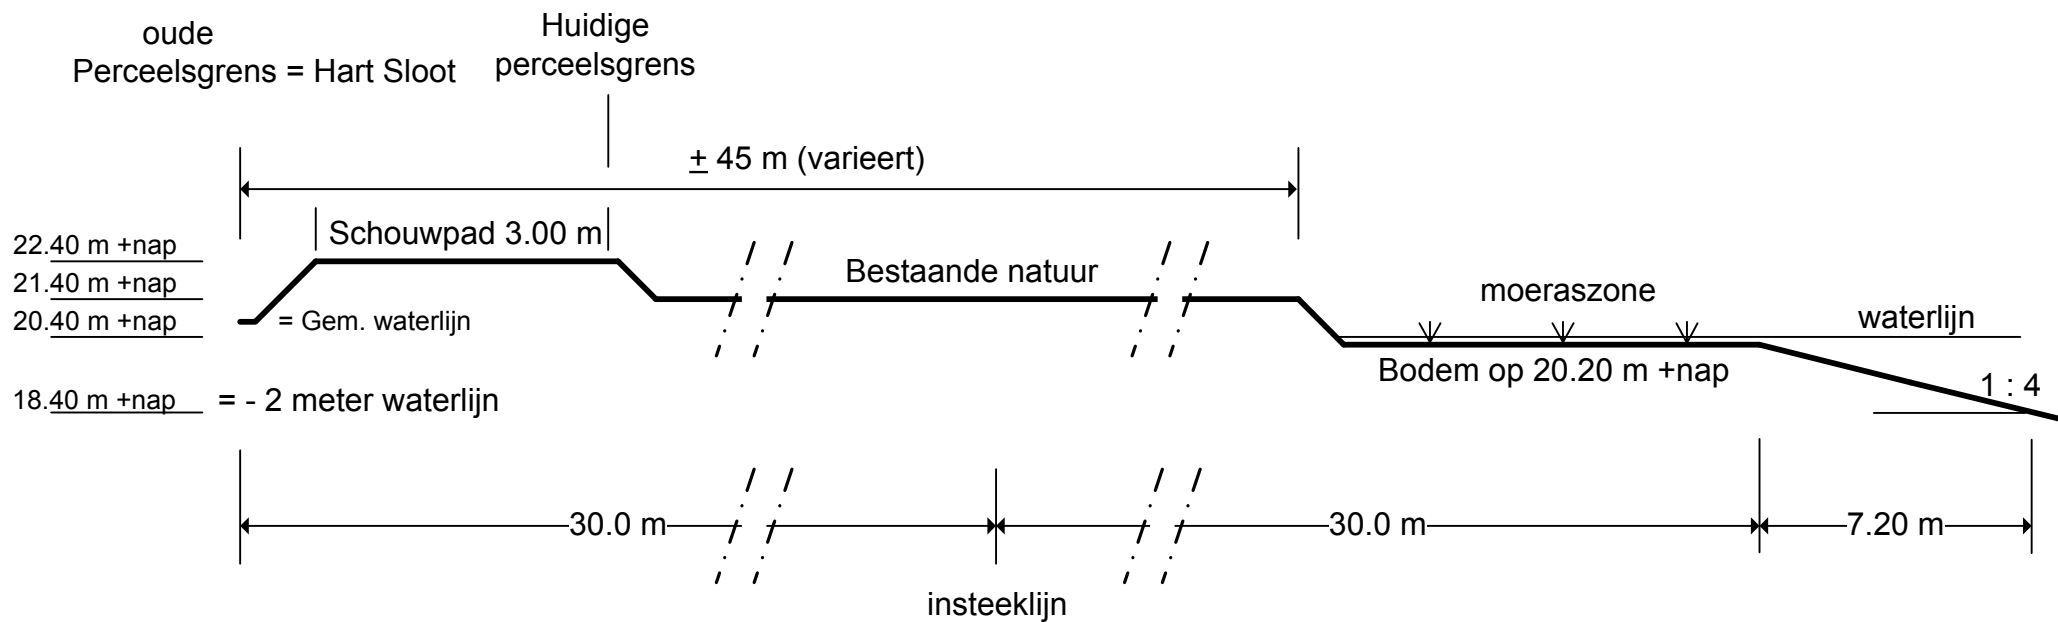 oude
Perceelsgrens = Hart Sloot
Huidige
perceelsgrens
± 45 m (varieert)
Schouwpad 3.00 m
22.40 m +nap
21.40 m +nap
20.40 m +nap
= Gem. waterlijn
Bestaande natuur
moeraszone
waterlijn
Bodem op 20.20 m +nap
1 : 4
18.40 m +nap
= - 2 meter waterlijn
30.0 m
30.0 m
7.20 m
insteeklijn